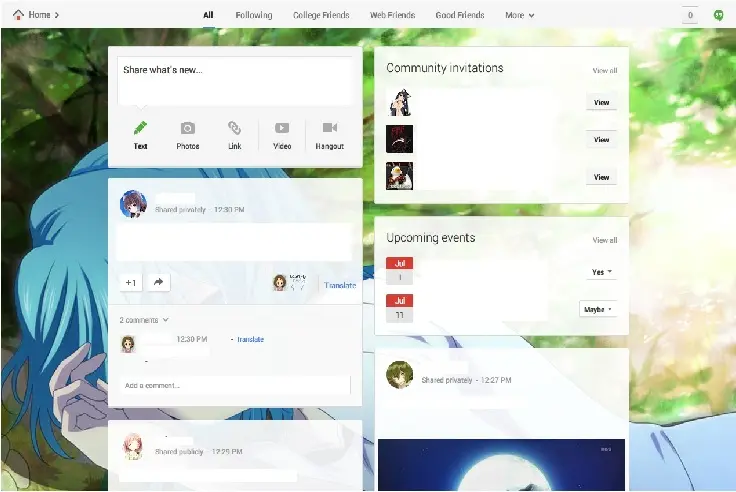 Home
All Following College Friends Web Friends Good Friends More
0
Share what's new...
Text Photos Link Video Hangout
Shared privately 12:30 PM
+1
Translate
2 comments
12:30 PM - Translate
Add a comment...
Shared publicly - 12:29 PM
Community invitations View all
View
View
View
Upcoming events View all
Jul
1
Yes
Jul
11
Maybe
Shared privately - 12:27 PM